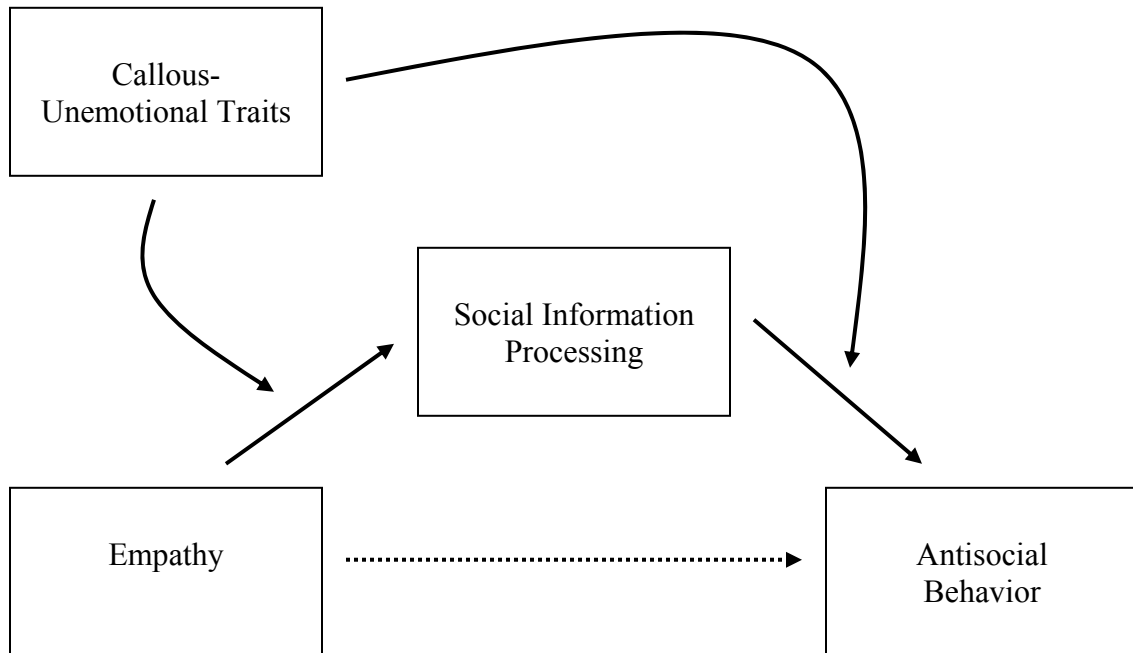 Callous-
Unemotional Traits
Social Information
Processing
Empathy
Antisocial
Behavior